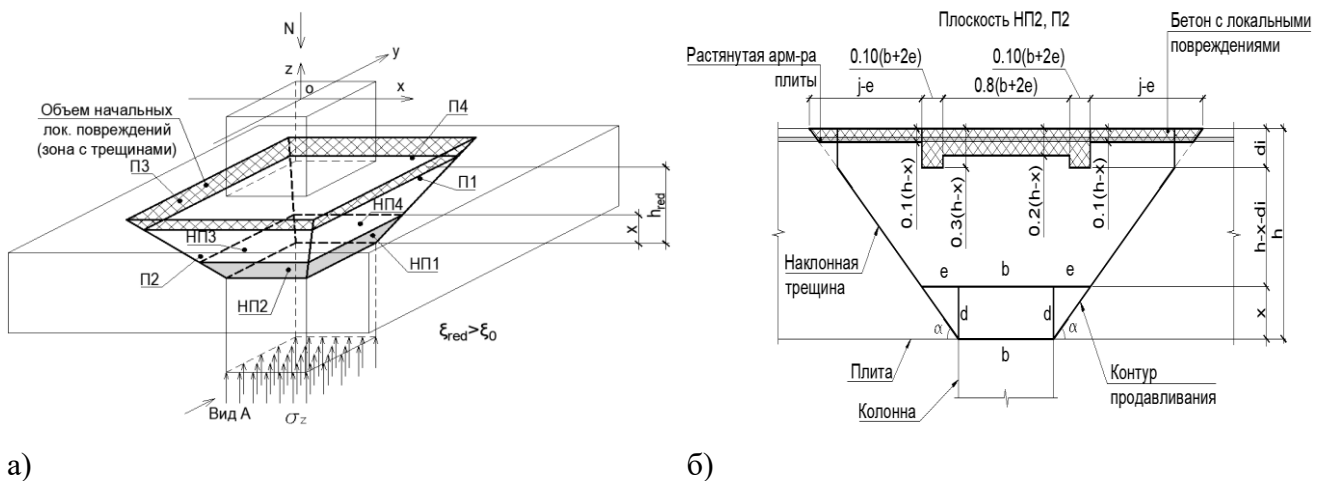 N
z
y
o
x
Объем начальных
лок. повреждений
(зона с трещинами)
П4
П3
П1
НП4
НП3
НП1
П2
НП2
h_red
x
ξ_red>ξ_0
Вид А
σ_z
а)
Плоскость НП2, П2
Бетон с локальными
повреждениями
Растянутая арм-ра
плиты
0.10(b+2e)
0.10(b+2e)
j-e
0.8(b+2e)
j-e
di
0.1(h-x)
0.3(h-x)
0.2(h-x)
0.1(h-x)
h-x-di
h
Наклонная
трещина
e
b
e
d
d
x
α
α
b
Плита
Колонна
Контур
продавливания
б)